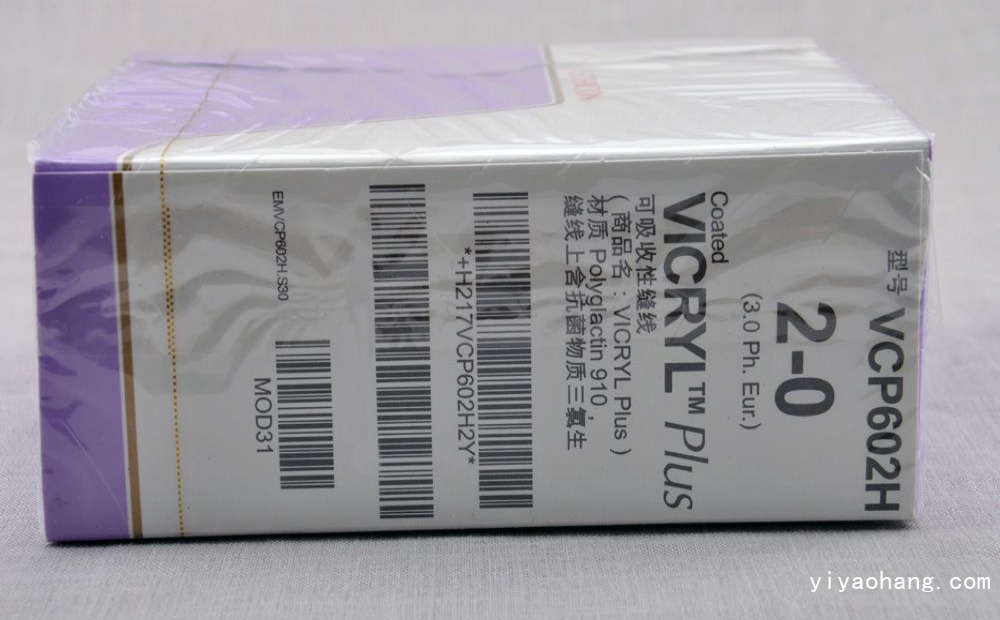 型号 VCP602H
2-0
(3.0 Ph. Eur.)
Coated
VICRYL™ Plus
可吸收性缝线
(商品名:VICRYL Plus)
材质 Polyglactin 910,
缝线上含抗菌物质三氯生
*+H217VCP602H2Y*
EMVCP602H.S30
MOD31
yiyaohang.com